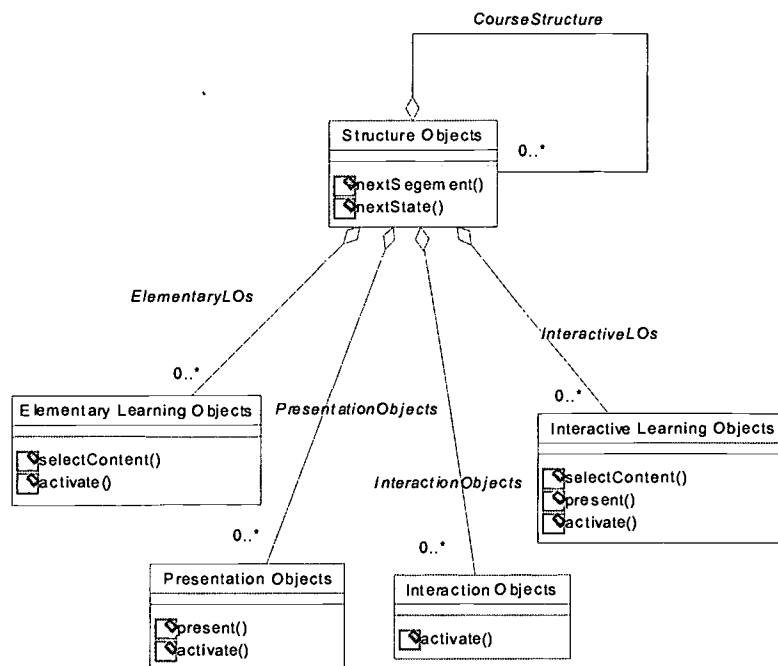 CourseStructure
Structure Objects
0..*
nextSegement()
nextState()
ElementaryLOs
InteractiveLOs
0..*
0..*
Elementary Learning Objects
PresentationObjects
Interactive Learning Objects
selectContent()
activate()
selectContent()
present()
activate()
InteractionObjects
0..*
0..*
Presentation Objects
Interaction Objects
present()
activate()
activate()